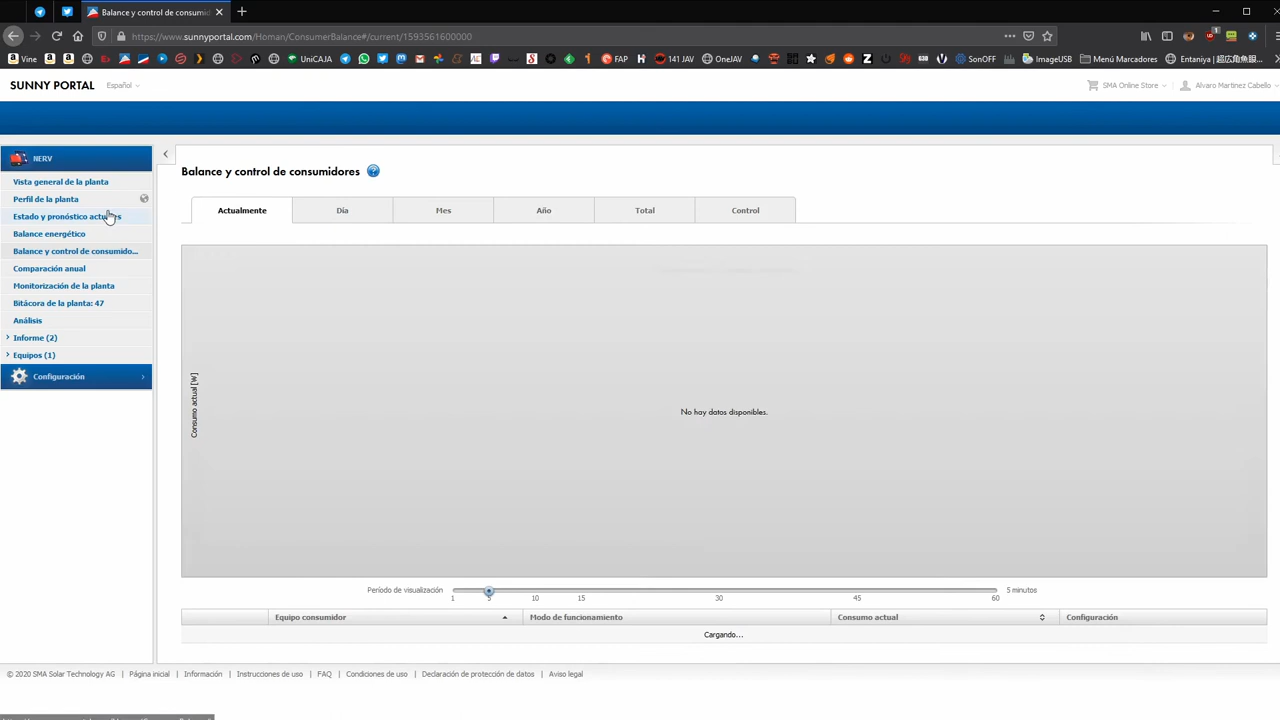 Balance y control de consumid
https://www.sunnyportal.com/Homan/ConsumerBalance#/current/1593561600000
Vine
UniCAJA
FAP
141 JAV
OneJAV
SonOFF
ImageUSB
Menú Marcadores
Entaniya |
SUNNY PORTAL
Español
SMA Online Store
Alvaro Martinez Cabello
NERV
Vista general de la planta
Perfil de la planta
Estado y pronóstico actuales
Balance energético
Balance y control de consumido...
Comparación anual
Monitorización de la planta
Bitácora de la planta: 47
Análisis
Informe (2)
Equipos (1)
Configuración
Balance y control de consumidores
Actualmente
Día
Mes
Año
Total
Control
Consumo actual [W]
No hay datos disponibles.
Período de visualización
1 5 10 15 30 45 60
5 minutos
Equipo consumidor
Modo de funcionamiento
Consumo actual
Configuración
Cargando...
© 2020 SMA Solar Technology AG | Página inicial | Información | Instrucciones de uso | FAQ | Condiciones de uso | Declaración de protección de datos | Aviso legal